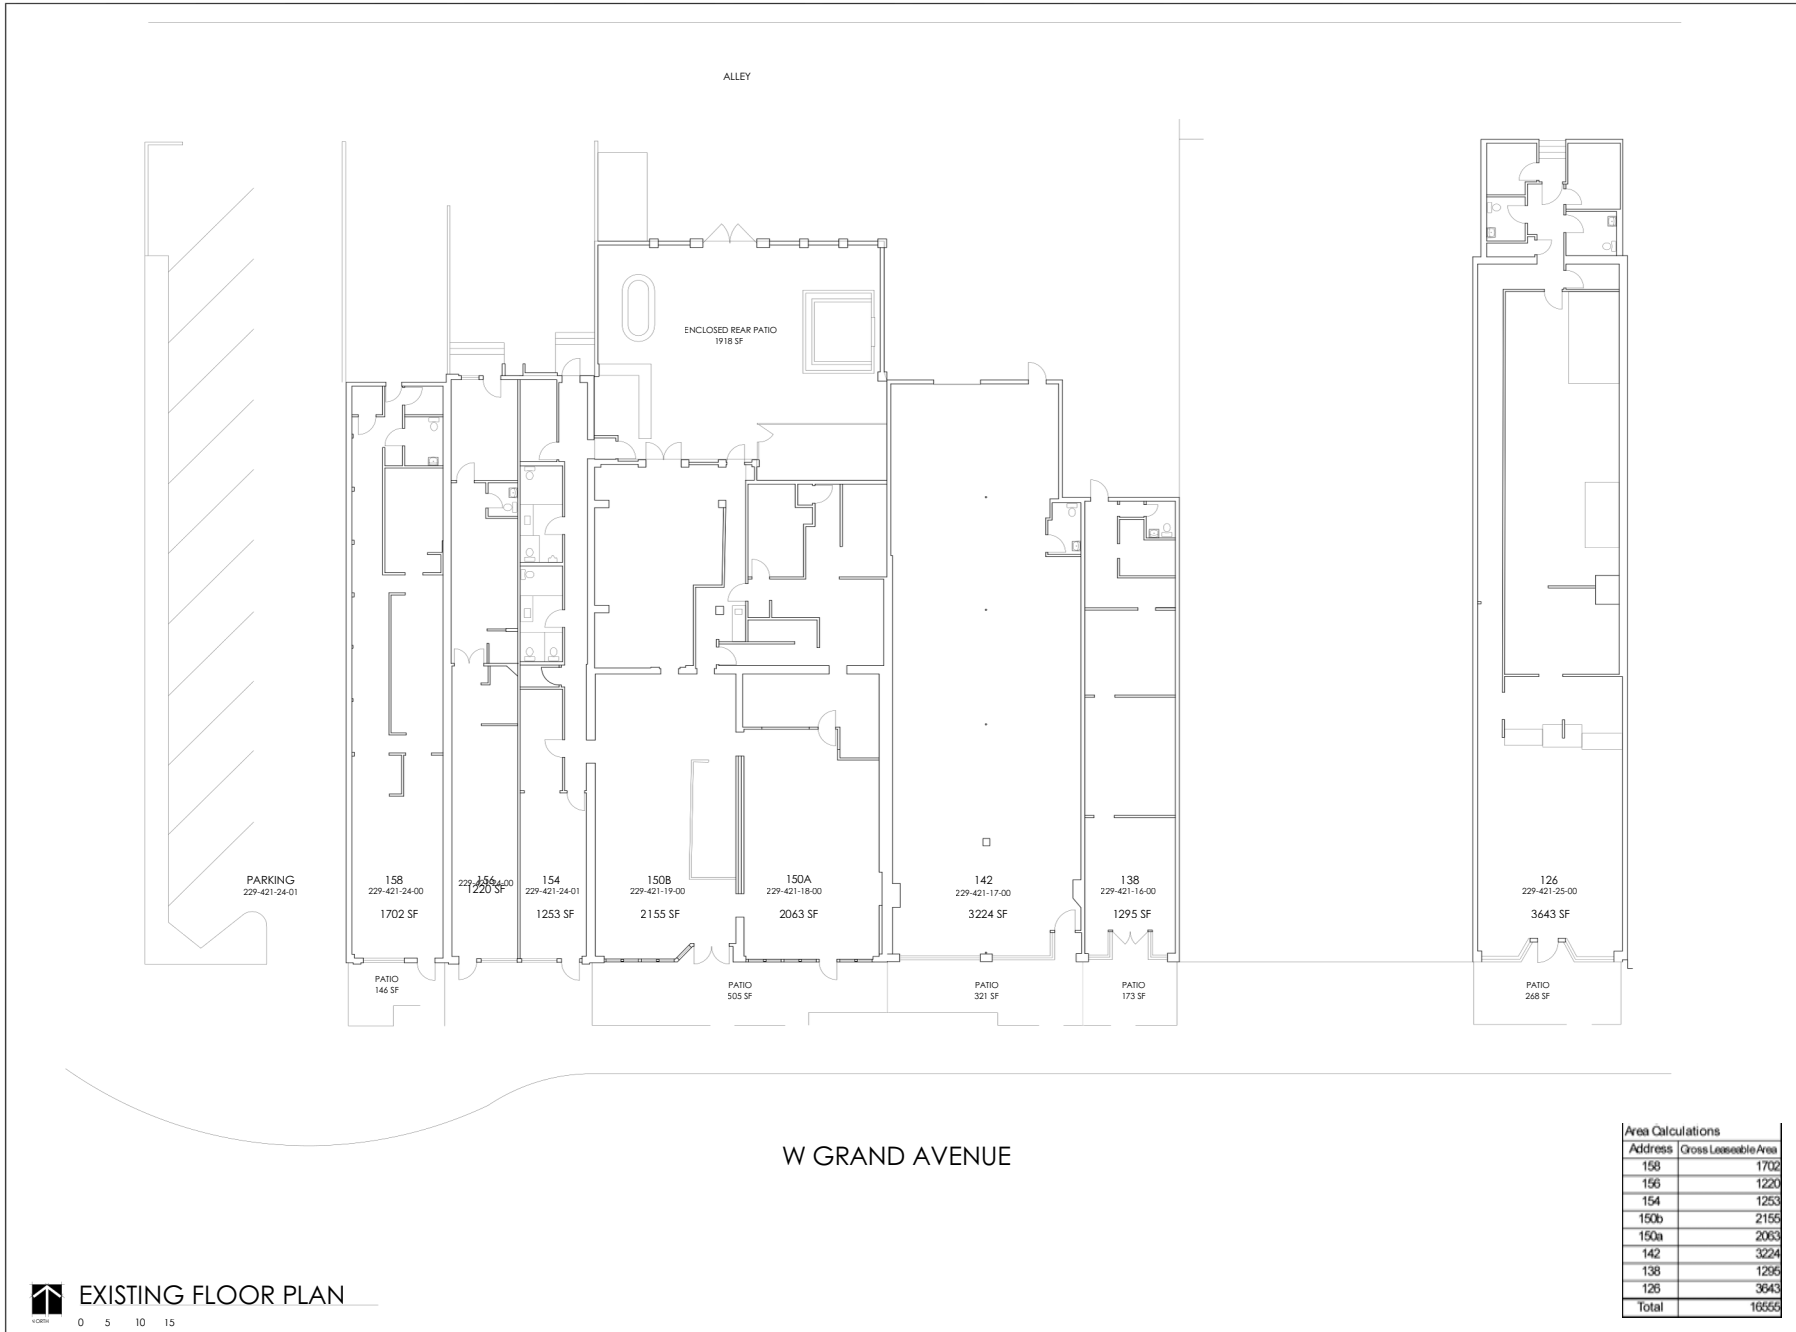 ALLEY
ENCLOSED REAR PATIO
1918 SF
PARKING
229-421-24-01
158
229-421-24-00
1702 SF
156
229-421-24-00
1220 SF
154
229-421-24-01
1253 SF
150B
229-421-19-00
2155 SF
150A
229-421-18-00
2063 SF
142
229-421-17-00
3224 SF
138
229-421-16-00
1295 SF
126
229-421-25-00
3643 SF
PATIO
146 SF
PATIO
505 SF
PATIO
321 SF
PATIO
173 SF
PATIO
268 SF
W GRAND AVENUE
Area Calculations
Address Gross Leaseable Area
158 1702
156 1220
154 1253
150b 2155
150a 2063
142 3224
138 1295
126 3643
Total 16555
EXISTING FLOOR PLAN
NORTH
0 5 10 15